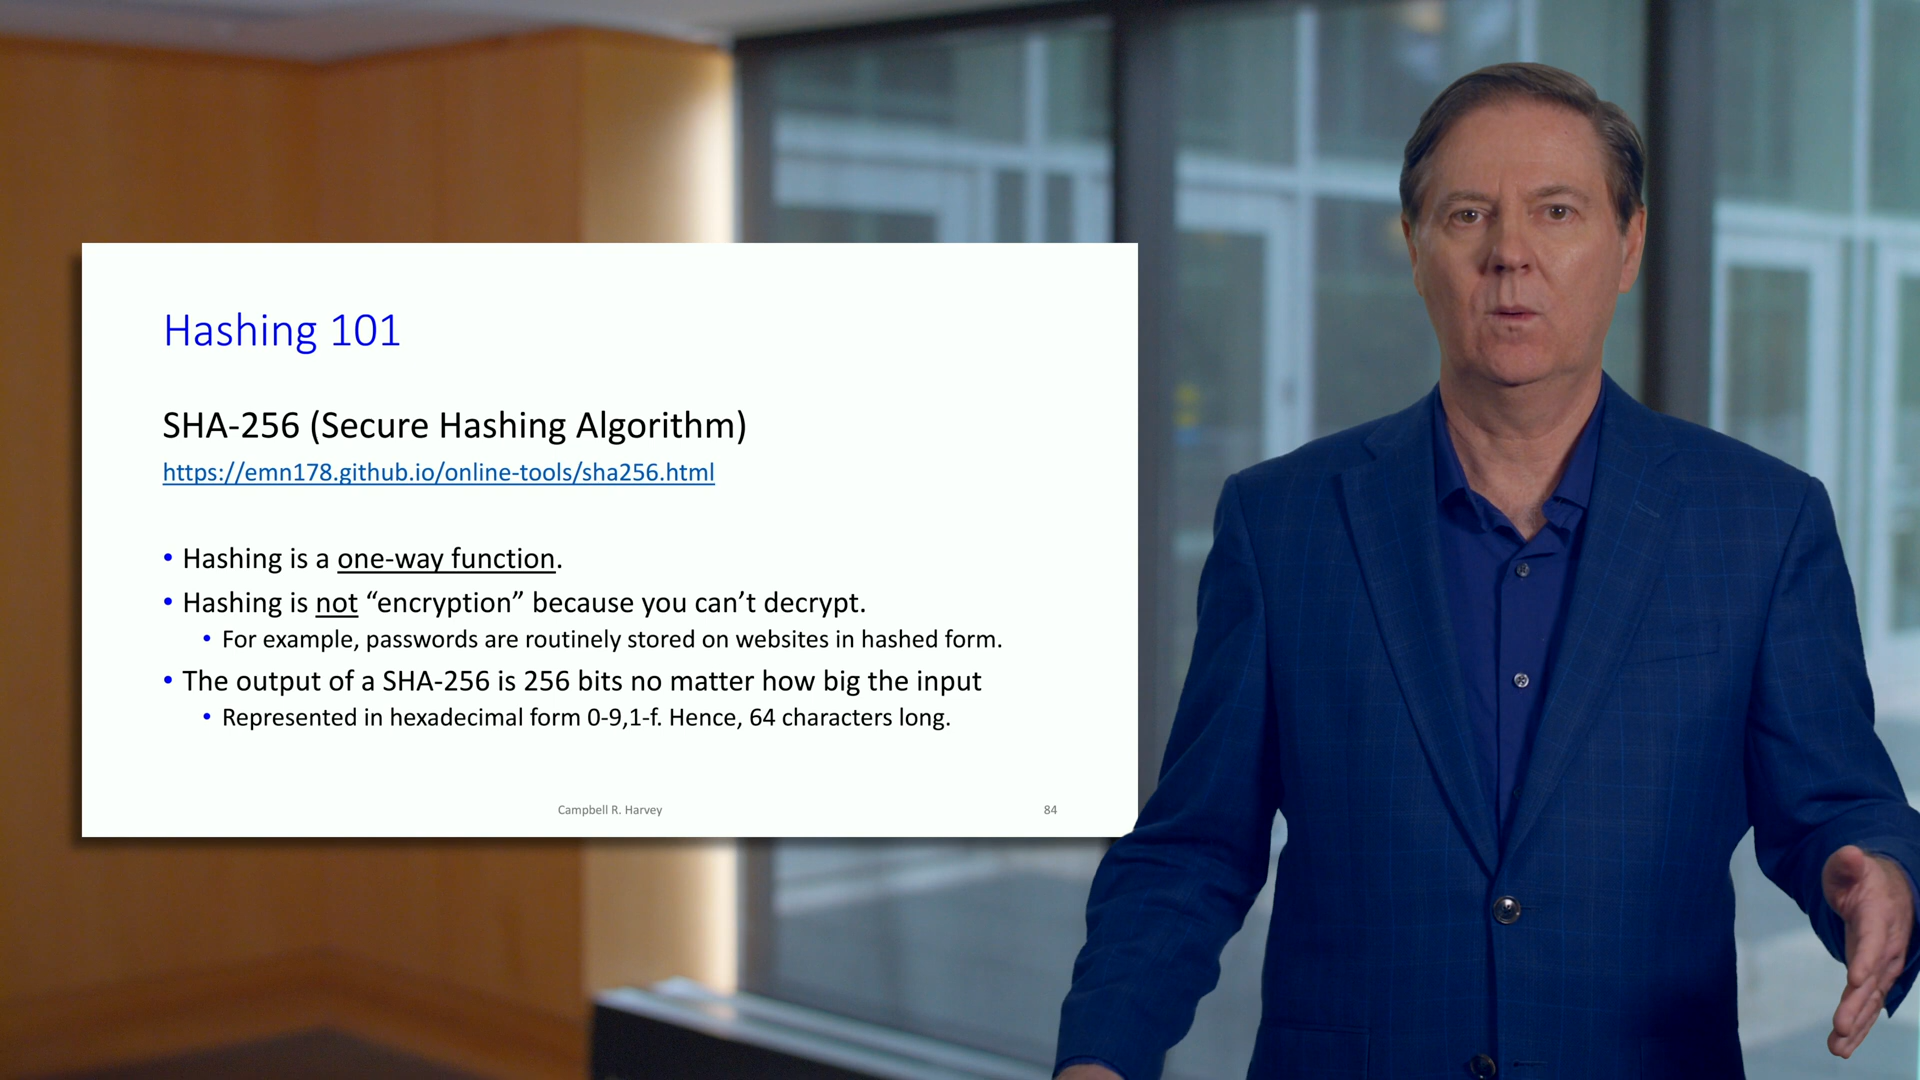 Hashing 101
SHA-256 (Secure Hashing Algorithm)
https://emn178.github.io/online-tools/sha256.html
• Hashing is a one-way function.
• Hashing is not “encryption” because you can’t decrypt.
• For example, passwords are routinely stored on websites in hashed form.
• The output of a SHA-256 is 256 bits no matter how big the input
• Represented in hexadecimal form 0-9,1-f. Hence, 64 characters long.
Campbell R. Harvey
84